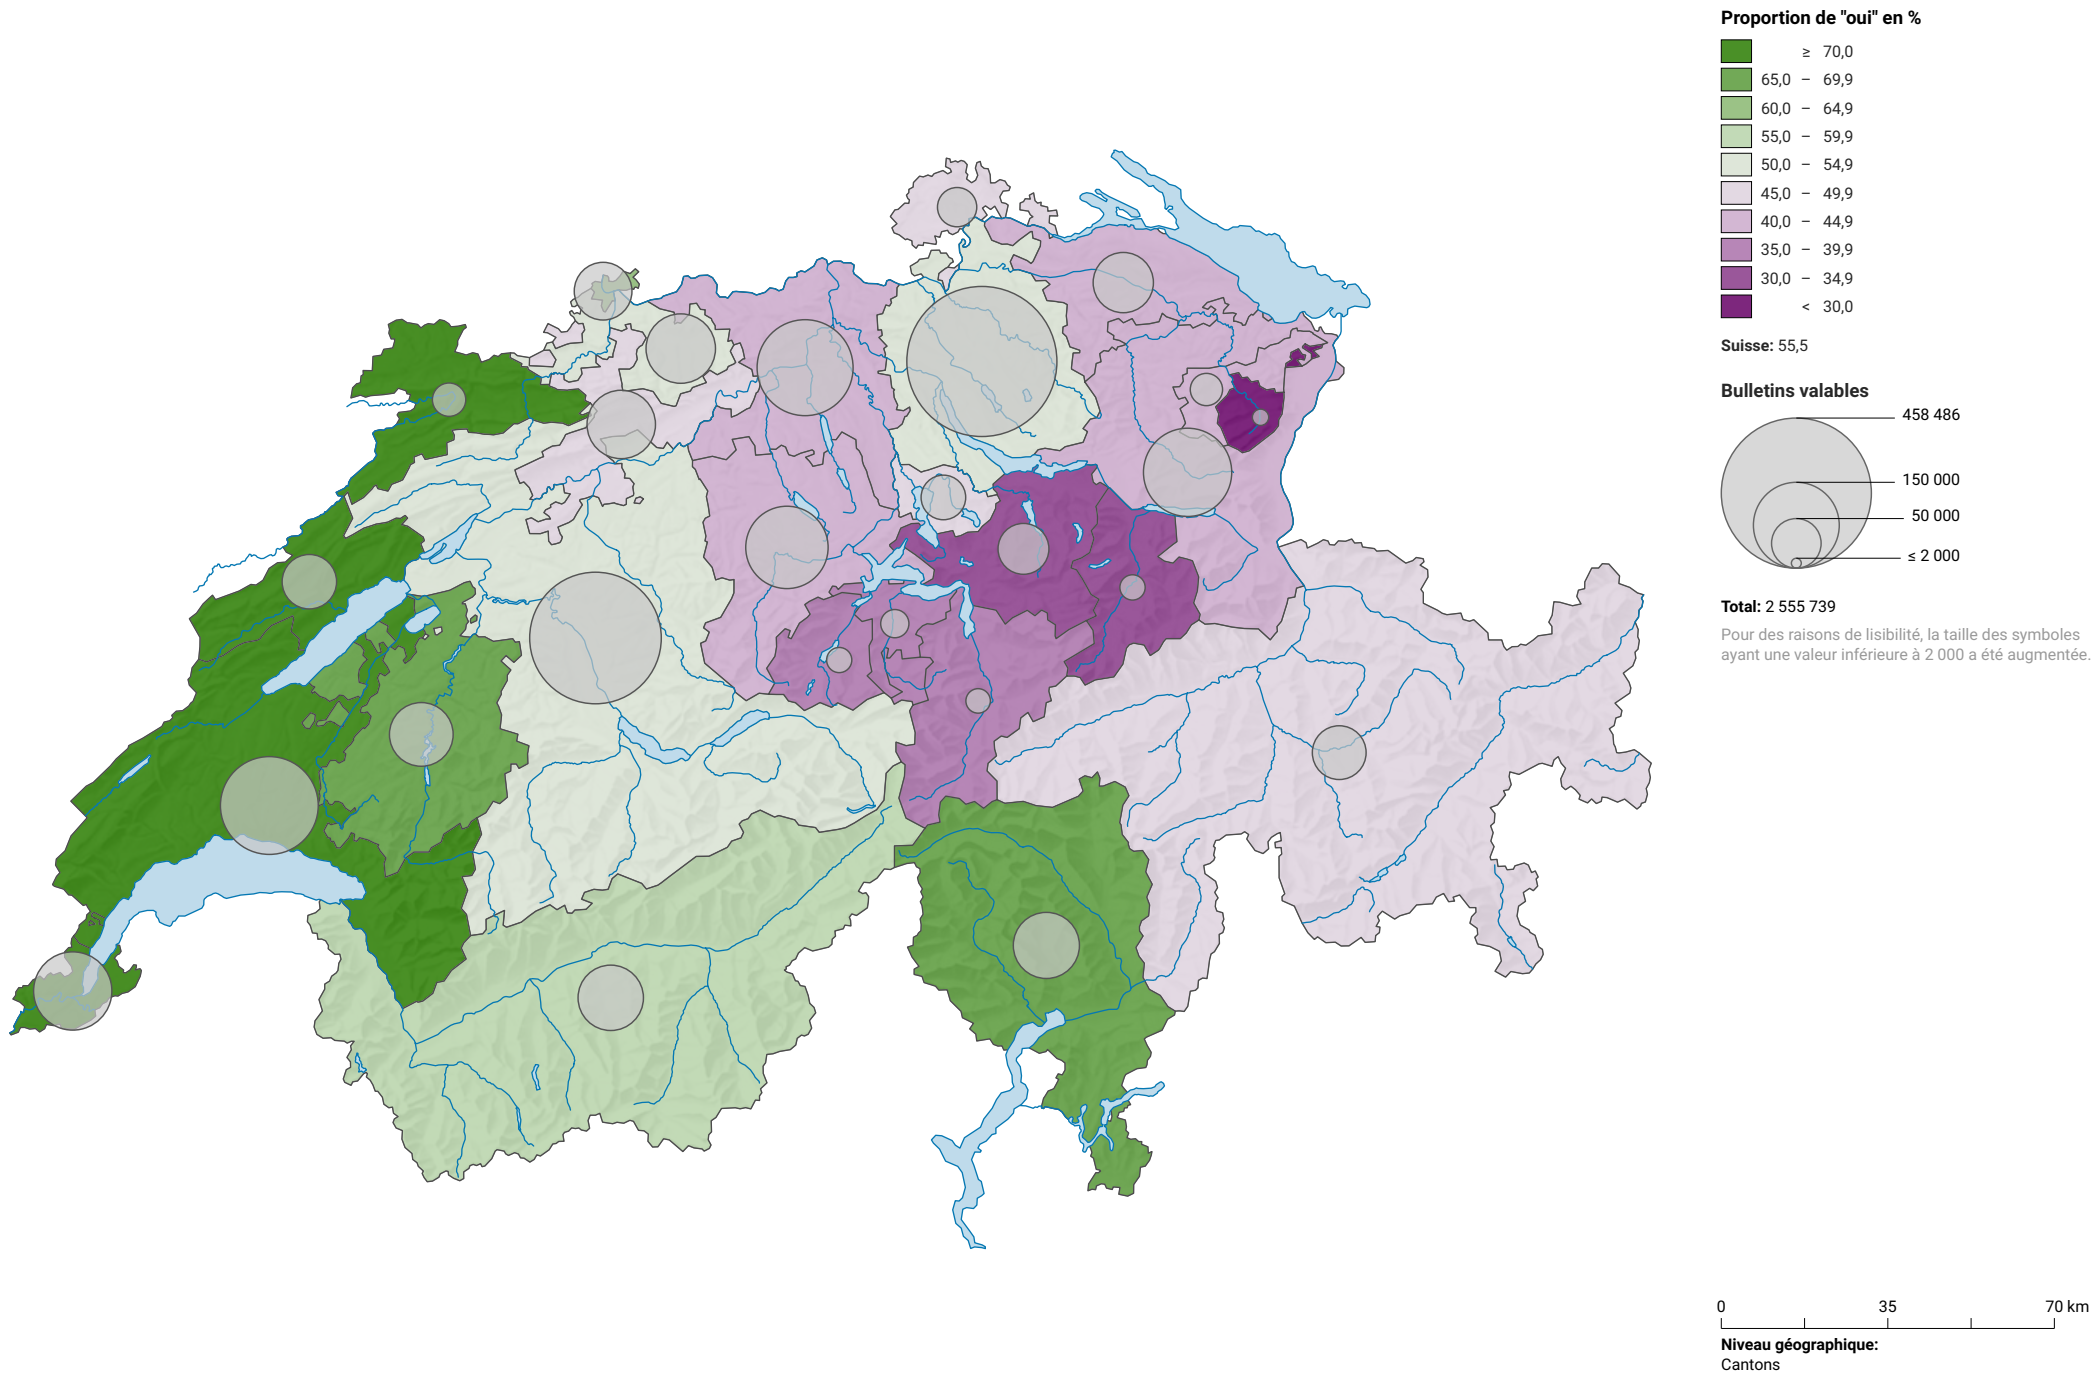 Proportion de "oui" en %
≥ 70,0
65,0 – 69,9
60,0 – 64,9
55,0 – 59,9
50,0 – 54,9
45,0 – 49,9
40,0 – 44,9
35,0 – 39,9
30,0 – 34,9
< 30,0
Suisse: 55,5
Bulletins valables
458 486
150 000
50 000
≤ 2 000
Total: 2 555 739
Pour des raisons de lisibilité, la taille des symboles
ayant une valeur inférieure à 2 000 a été augmentée.
0 35 70 km
Niveau géographique:
Cantons